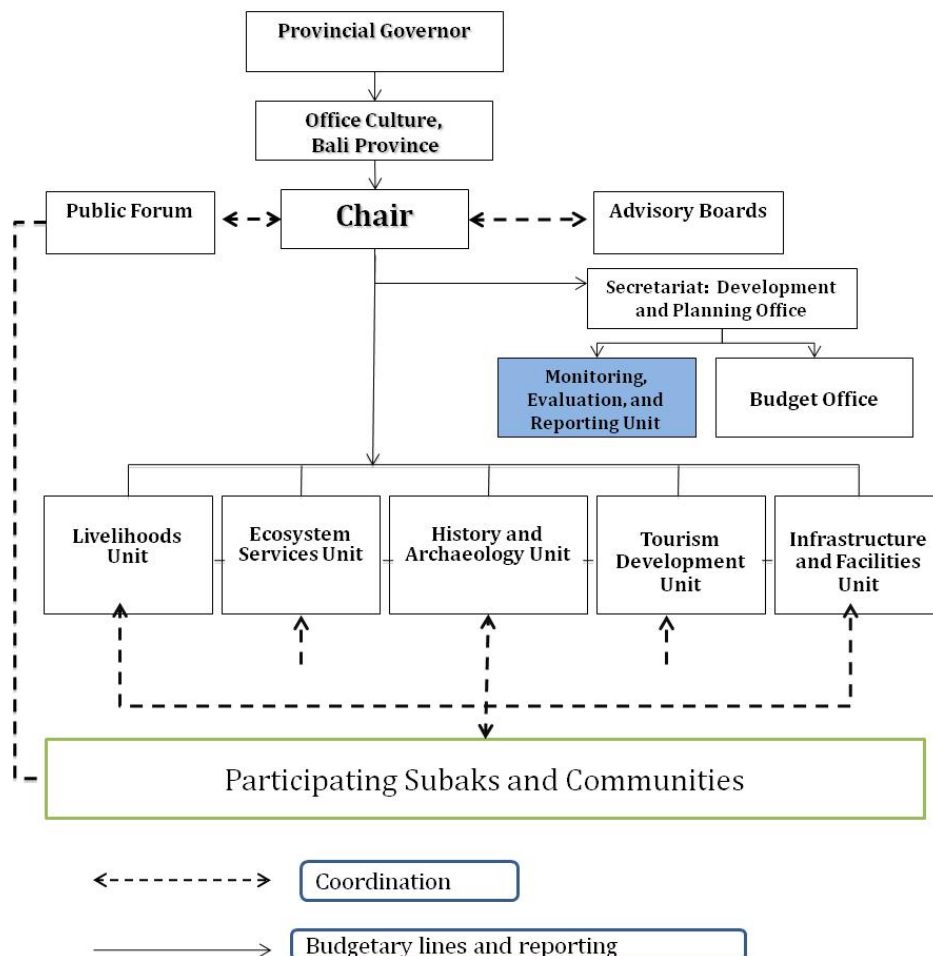 Provincial Governor
Office Culture,
Bali Province
Public Forum
Chair
Advisory Boards
Secretariat: Development
and Planning Office
Monitoring,
Evaluation, and
Reporting Unit
Budget Office
Livelihoods
Unit
Ecosystem
Services Unit
History and
Archaeology Unit
Tourism
Development
Unit
Infrastructure
and Facilities
Unit
Participating Subaks and Communities
Coordination
Budgetary lines and reporting